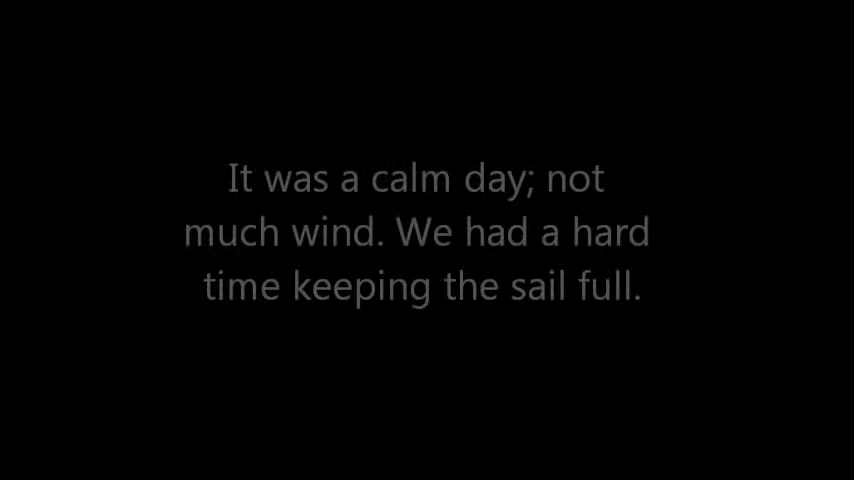 It was a calm day; not
much wind. We had a hard
time keeping the sail full.